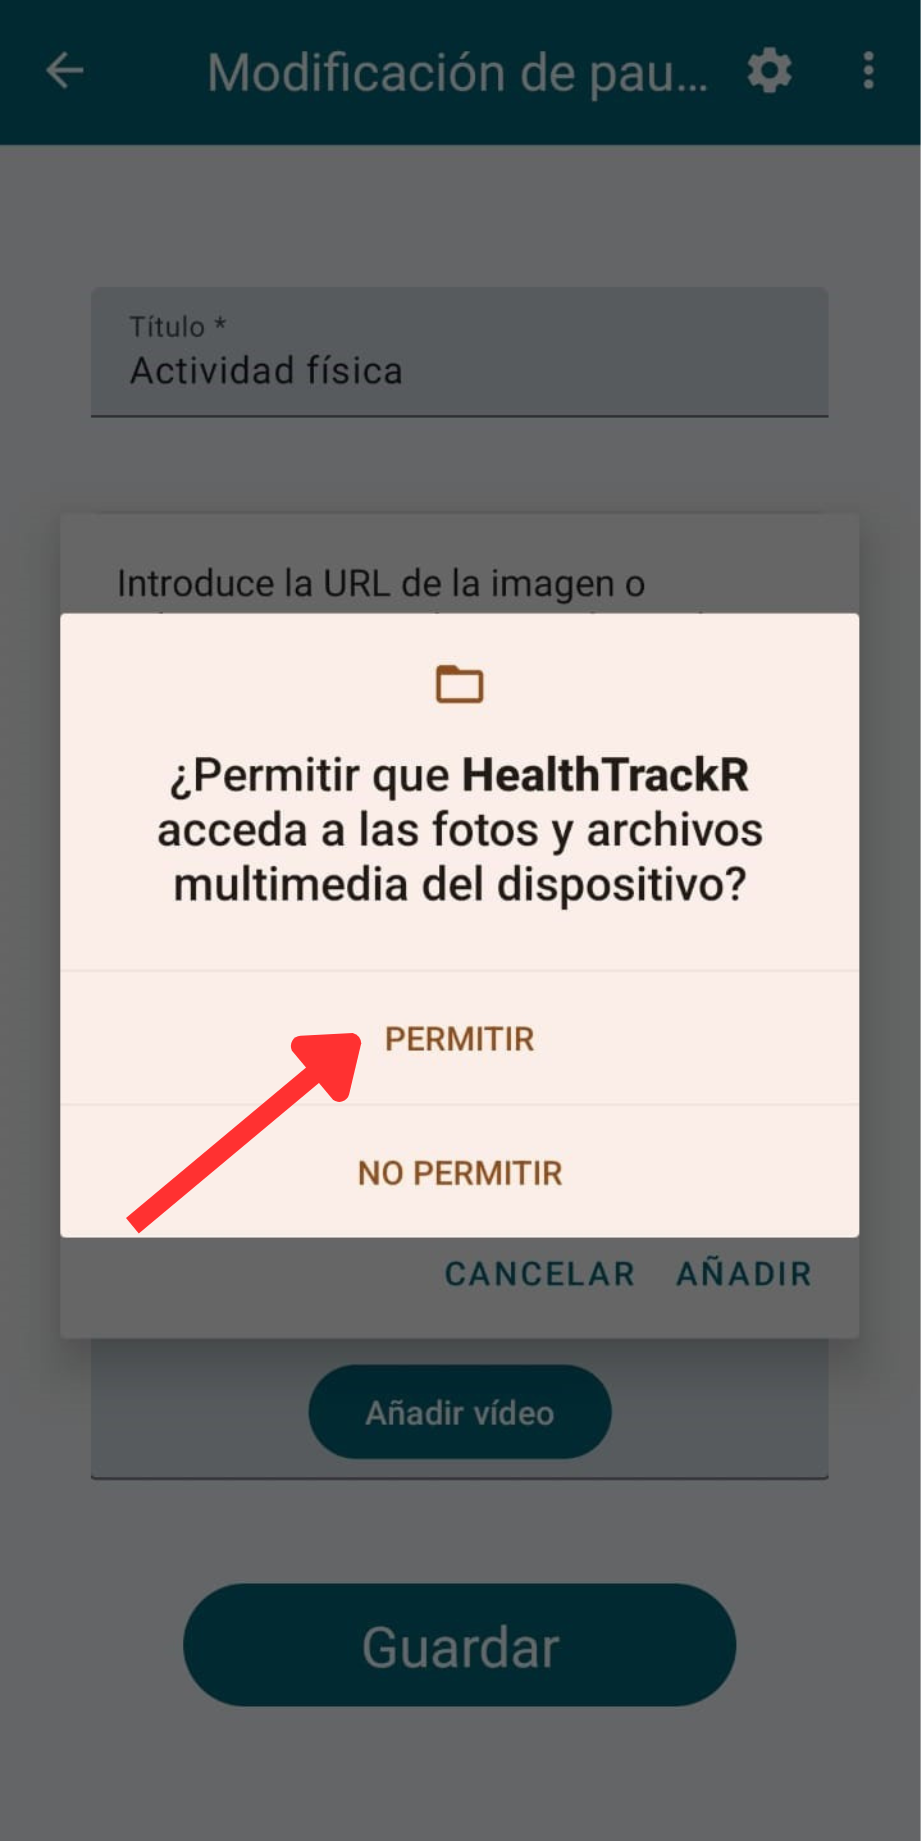 Modificación de pau...
Título *
Actividad física
Introduce la URL de la imagen o
¿Permitir que HealthTrackR
acceda a las fotos y archivos
multimedia del dispositivo?
PERMITIR
NO PERMITIR
CANCELAR AÑADIR
Añadir vídeo
Guardar